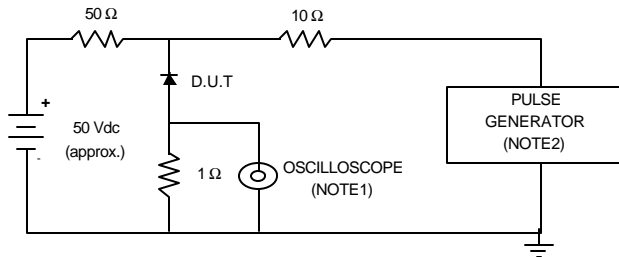 50 Ω
10 Ω
+
D.U.T
50 Vdc
(approx.)
-
1 Ω
OSCILLOSCOPE
(NOTE1)
PULSE
GENERATOR
(NOTE2)